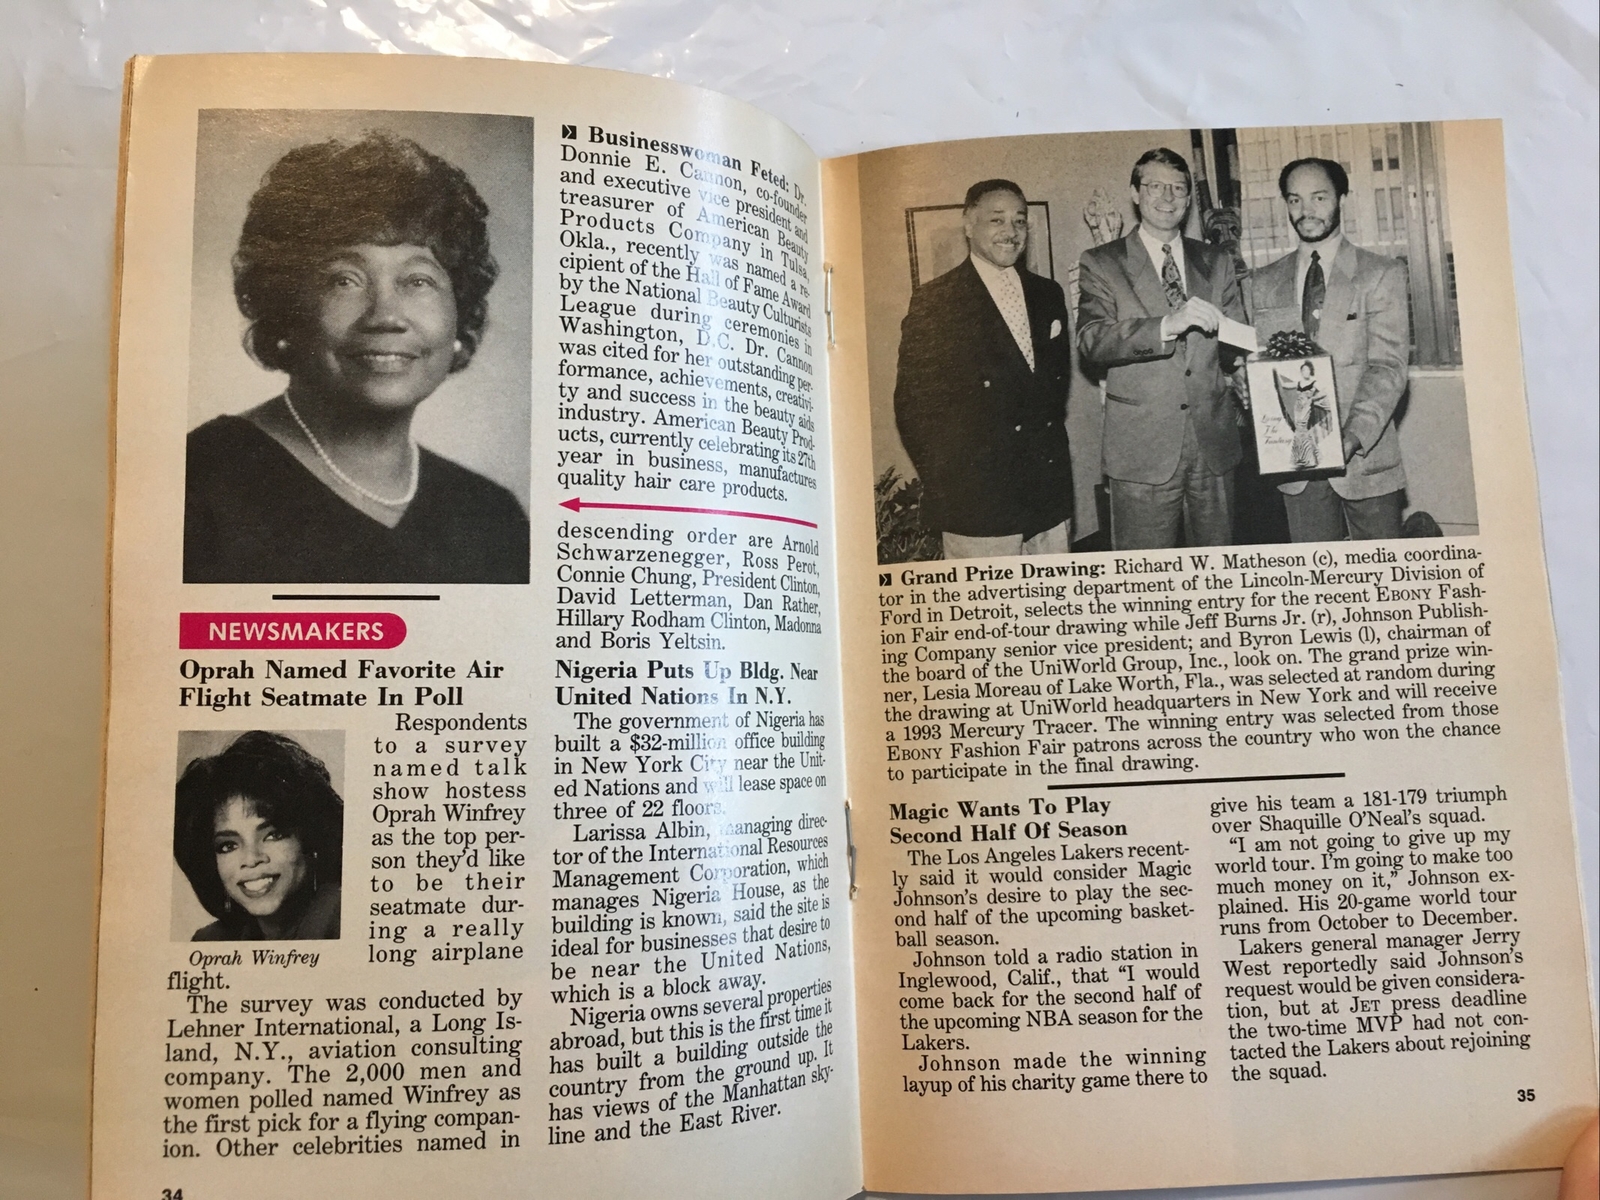 Businesswoman Feted: Dr.
Donnie E. Cannon, co-founder
and executive vice president and
treasurer of American Beauty
Products Company in Tulsa,
Okla., recently was named a re-
cipient of the Hall of Fame Award
by the National Beauty Culturists
League during ceremonies in
Washington, D.C. Dr. Cannon
was cited for her outstanding per-
formance, achievements, creativi-
ty and success in the beauty aids
industry. American Beauty Prod-
ucts, currently celebrating its 27th
year in business, manufactures
quality hair care products.
NEWSMAKERS
Oprah Named Favorite Air
Flight Seatmate In Poll
Respondents
to a survey
named talk
show hostess
Oprah Winfrey
as the top per-
son they'd like
to be their
seatmate dur-
ing a really
long airplane
Oprah Winfrey
flight.
The survey was conducted by
Lehner International, a Long Is-
land, N.Y., aviation consulting
company. The 2,000 men and
women polled named Winfrey as
the first pick for a flying compan-
ion. Other celebrities named in
descending order are Arnold
Schwarzenegger, Ross Perot,
Connie Chung, President Clinton,
David Letterman, Dan Rather,
Hillary Rodham Clinton, Madonna
and Boris Yeltsin.
Nigeria Puts Up Bldg. Near
United Nations In N.Y.
The government of Nigeria has
built a $32-million office building
in New York City near the Unit-
ed Nations and will lease space on
three of 22 floors.
Larissa Albin, managing direc-
tor of the International Resources
Management Corporation, which
manages Nigeria House, as the
building is known, said the site is
ideal for businesses that desire to
be near the United Nations,
which is a block away.
Nigeria owns several properties
abroad, but this is the first time it
has built a building outside the
country from the ground up. It
has views of the Manhattan sky-
line and the East River.
34
Grand Prize Drawing: Richard W. Matheson (c), media coordina-
tor in the advertising department of the Lincoln-Mercury Division of
Ford in Detroit, selects the winning entry for the recent EBONY Fash-
ion Fair end-of-tour drawing while Jeff Burns Jr. (r), Johnson Publish-
ing Company senior vice president; and Byron Lewis (l), chairman of
the board of the UniWorld Group, Inc., look on. The grand prize win-
ner, Lesia Moreau of Lake Worth, Fla., was selected at random during
the drawing at UniWorld headquarters in New York and will receive
a 1993 Mercury Tracer. The winning entry was selected from those
EBONY Fashion Fair patrons across the country who won the chance
to participate in the final drawing.
Magic Wants To Play
Second Half Of Season
The Los Angeles Lakers recent-
ly said it would consider Magic
Johnson's desire to play the sec-
ond half of the upcoming basket-
ball season.
Johnson told a radio station in
Inglewood, Calif., that "I would
come back for the second half of
the upcoming NBA season for the
Lakers.
Johnson made the winning
layup of his charity game there to
give his team a 181-179 triumph
over Shaquille O'Neal's squad.
"I am not going to give up my
world tour. I'm going to make too
much money on it," Johnson ex-
plained. His 20-game world tour
runs from October to December.
Lakers general manager Jerry
West reportedly said Johnson's
request would be given considera-
tion, but at JET press deadline
the two-time MVP had not con-
tacted the Lakers about rejoining
the squad.
35